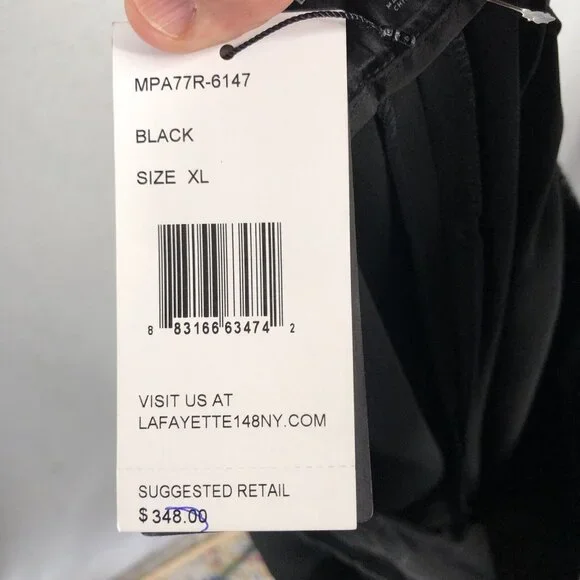 MPA77R-6147
BLACK
SIZE XL
8 83166 63474 2
VISIT US AT
LAFAYETTE148NY.COM
SUGGESTED RETAIL
$ 348.00